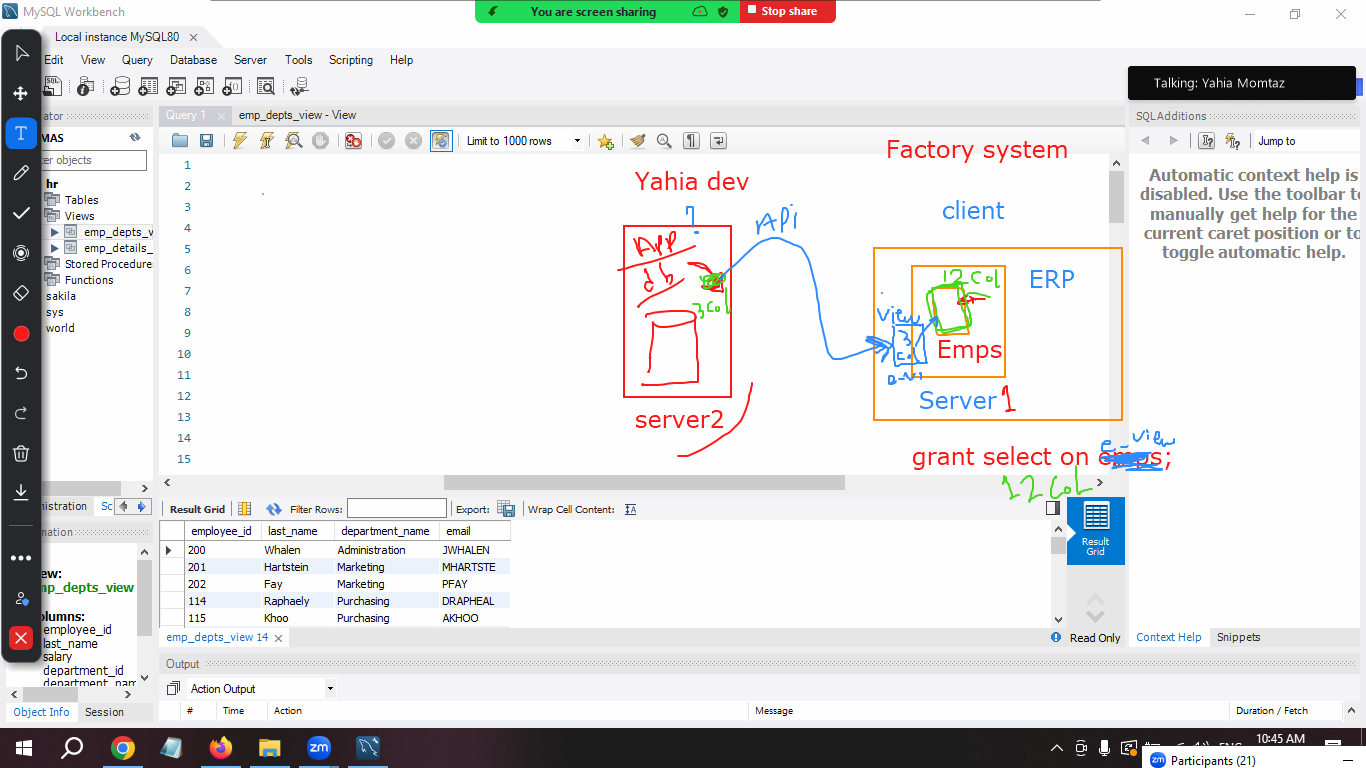 MySQL Workbench
You are screen sharing
Stop share
Local instance MySQL80
Edit View Query Database Server Tools Scripting Help
Talking: Yahia Momtaz
ator
MAS
ter objects
hr
Tables
Views
emp_depts_v
emp_details_
Stored Procedure
Functions
sakila
sys
world
Query 1
emp_depts_view - View
Limit to 1000 rows
1
2
3
4
5
6
7
8
9
10
11
12
13
14
15
Yahia dev
?
APP
db
3 Col
server2
APi
Factory system
client
ERP
12 Col
View
3
Col
Emps
Server 1
grant select on emps;
e_view
12 Col
SQLAdditions
Jump to
Automatic context help is
disabled. Use the toolbar to
manually get help for the
current caret position or to
toggle automatic help.
Result Grid
Filter Rows:
Export:
Wrap Cell Content:
employee_id last_name department_name email
200 Whalen Administration JWHALEN
201 Hartstein Marketing MHARTSTE
202 Fay Marketing PFAY
114 Raphaely Purchasing DRAPHEAL
115 Khoo Purchasing AKHOO
Result
Grid
emp_depts_view 14
Read Only
Context Help Snippets
ministration Sc
mation
ew:
mp_depts_view
olumns:
employee_id
last_name
salary
department_id
department_nam
Object Info Session
Output
Action Output
# Time Action Message Duration / Fetch
zm
ENG
10:45 AM
zm Participants (21)